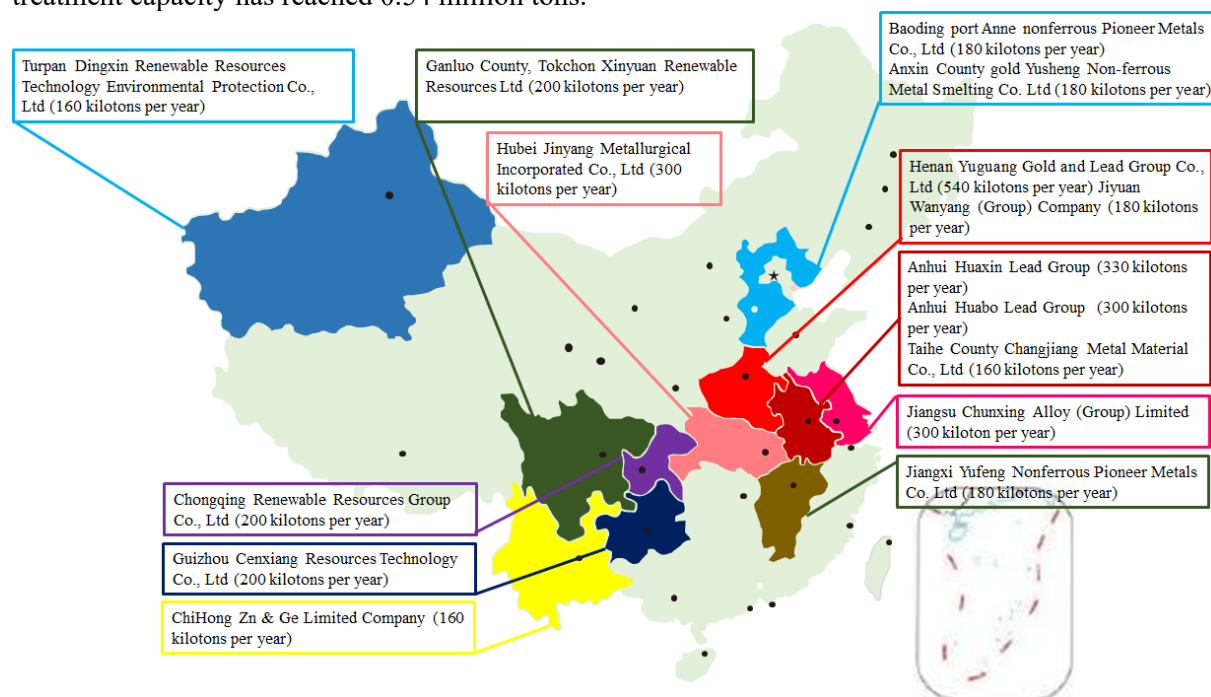 treatment capacity has reached 0.54 million tons.
Baoding port Anne nonferrous Pioneer Metals
Co., Ltd (180 kilotons per year)
Anxin County gold Yusheng Non-ferrous
Metal Smelting Co. Ltd (180 kilotons per year)
Turpan Dingxin Renewable Resources
Technology Environmental Protection Co.,
Ltd (160 kilotons per year)
Ganluo County, Tokchon Xinyuan Renewable
Resources Ltd (200 kilotons per year)
Hubei Jinyang Metallurgical
Incorporated Co., Ltd (300
kilotons per year)
Henan Yuguang Gold and Lead Group Co.,
Ltd (540 kilotons per year) Jiyuan
Wanyang (Group) Company (180 kilotons
per year)
Anhui Huaxin Lead Group (330 kilotons
per year)
Anhui Huabo Lead Group (300 kilotons
per year)
Taihe County Changjiang Metal Material
Co., Ltd (160 kilotons per year)
Jiangsu Chunxing Alloy (Group) Limited
(300 kiloton per year)
Jiangxi Yufeng Nonferrous Pioneer Metals
Co. Ltd (180 kilotons per year)
Chongqing Renewable Resources Group
Co., Ltd (200 kilotons per year)
Guizhou Cenxiang Resources Technology
Co., Ltd (200 kilotons per year)
ChiHong Zn & Ge Limited Company (160
kilotons per year)